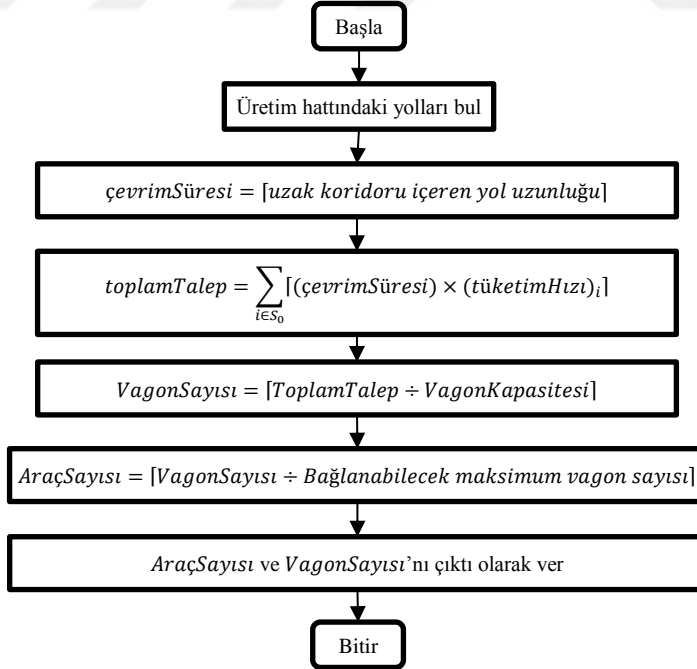 Başla
Üretim hattındaki yolları bul
çevrimSüresi = ⌈uzak koridoru içeren yol uzunluğu⌉
toplamTalep = ∑_{i∈S₀} ⌈(çevrimSüresi) × (tüketimHızı)ᵢ⌉
VagonSayısı = ⌈ToplamTalep ÷ VagonKapasitesi⌉
AraçSayısı = ⌈VagonSayısı ÷ Bağlanabilecek maksimum vagon sayısı⌉
AraçSayısı ve VagonSayısı’nı çıktı olarak ver
Bitir